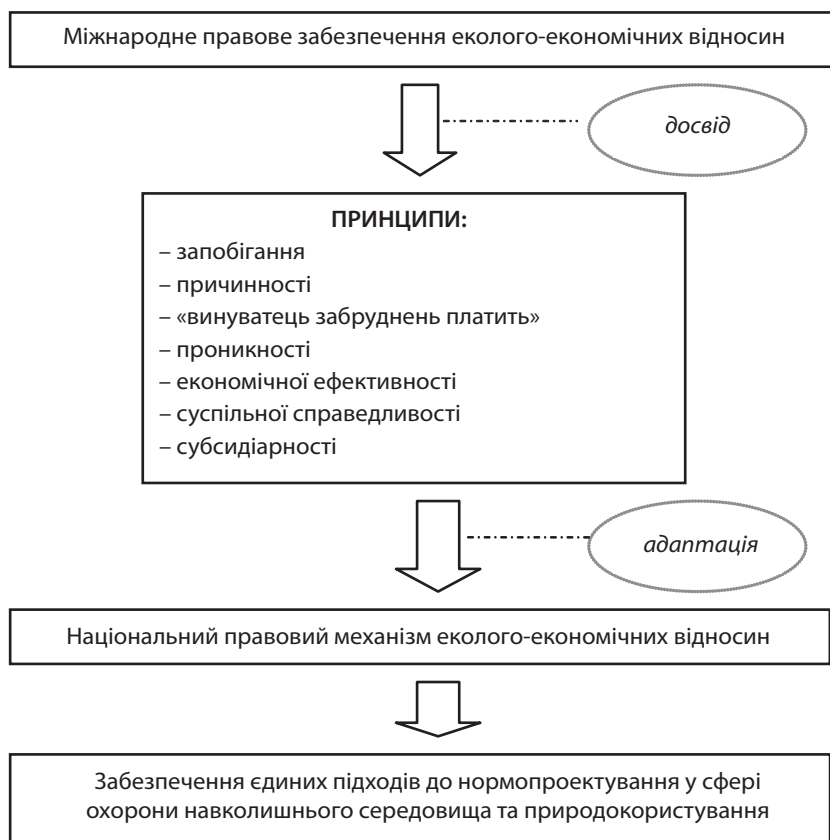 Міжнародне правове забезпечення еколого-економічних відносин
досвід
ПРИНЦИПИ:
– запобігання
– причинності
– «винуватець забруднень платить»
– проникності
– економічної ефективності
– суспільної справедливості
– субсидіарності
адаптація
Національний правовий механізм еколого-економічних відносин
Забезпечення єдиних підходів до нормопроектування у сфері
охорони навколишнього середовища та природокористування